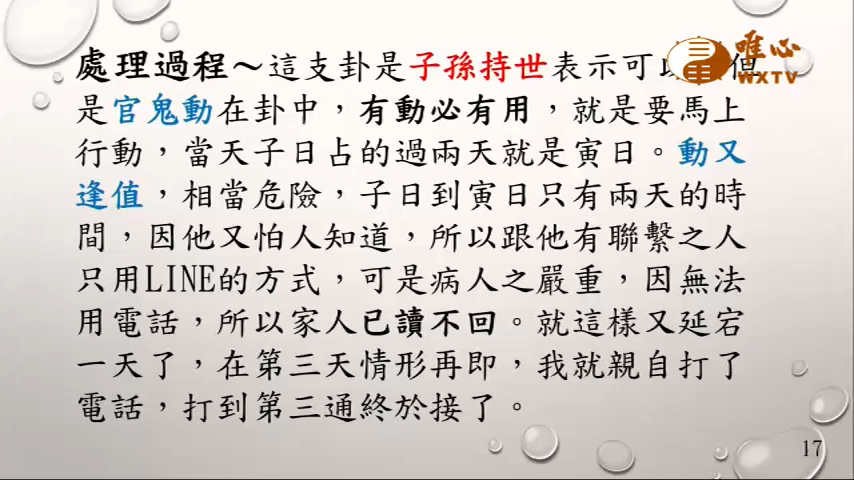 處理過程～這支卦是子孫持世表示可以 但
是官鬼動在卦中，有動必有用，就是要馬上
行動，當天子日占的過兩天就是寅日。動又
逢值，相當危險，子日到寅日只有兩天的時
間，因他又怕人知道，所以跟他有聯繫之人
只用LINE的方式，可是病人之嚴重，因無法
用電話，所以家人已讀不回。就這樣又延宕
一天了，在第三天情形再即，我就親自打了
電話，打到第三通終於接了。
唯心
WXTV
17